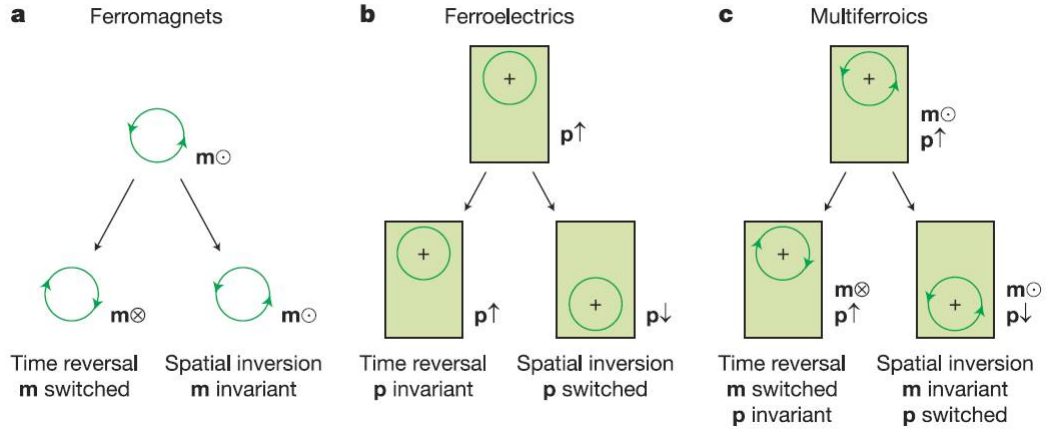 a Ferromagnets
m⊙
m⊗
m⊙
Time reversal
m switched
Spatial inversion
m invariant
b Ferroelectrics
+
p↑
+
p↑
+
p↓
Time reversal
p invariant
Spatial inversion
p switched
c Multiferroics
+
m⊙
p↑
+
m⊗
p↑
+
m⊙
p↓
Time reversal
m switched
p invariant
Spatial inversion
m invariant
p switched